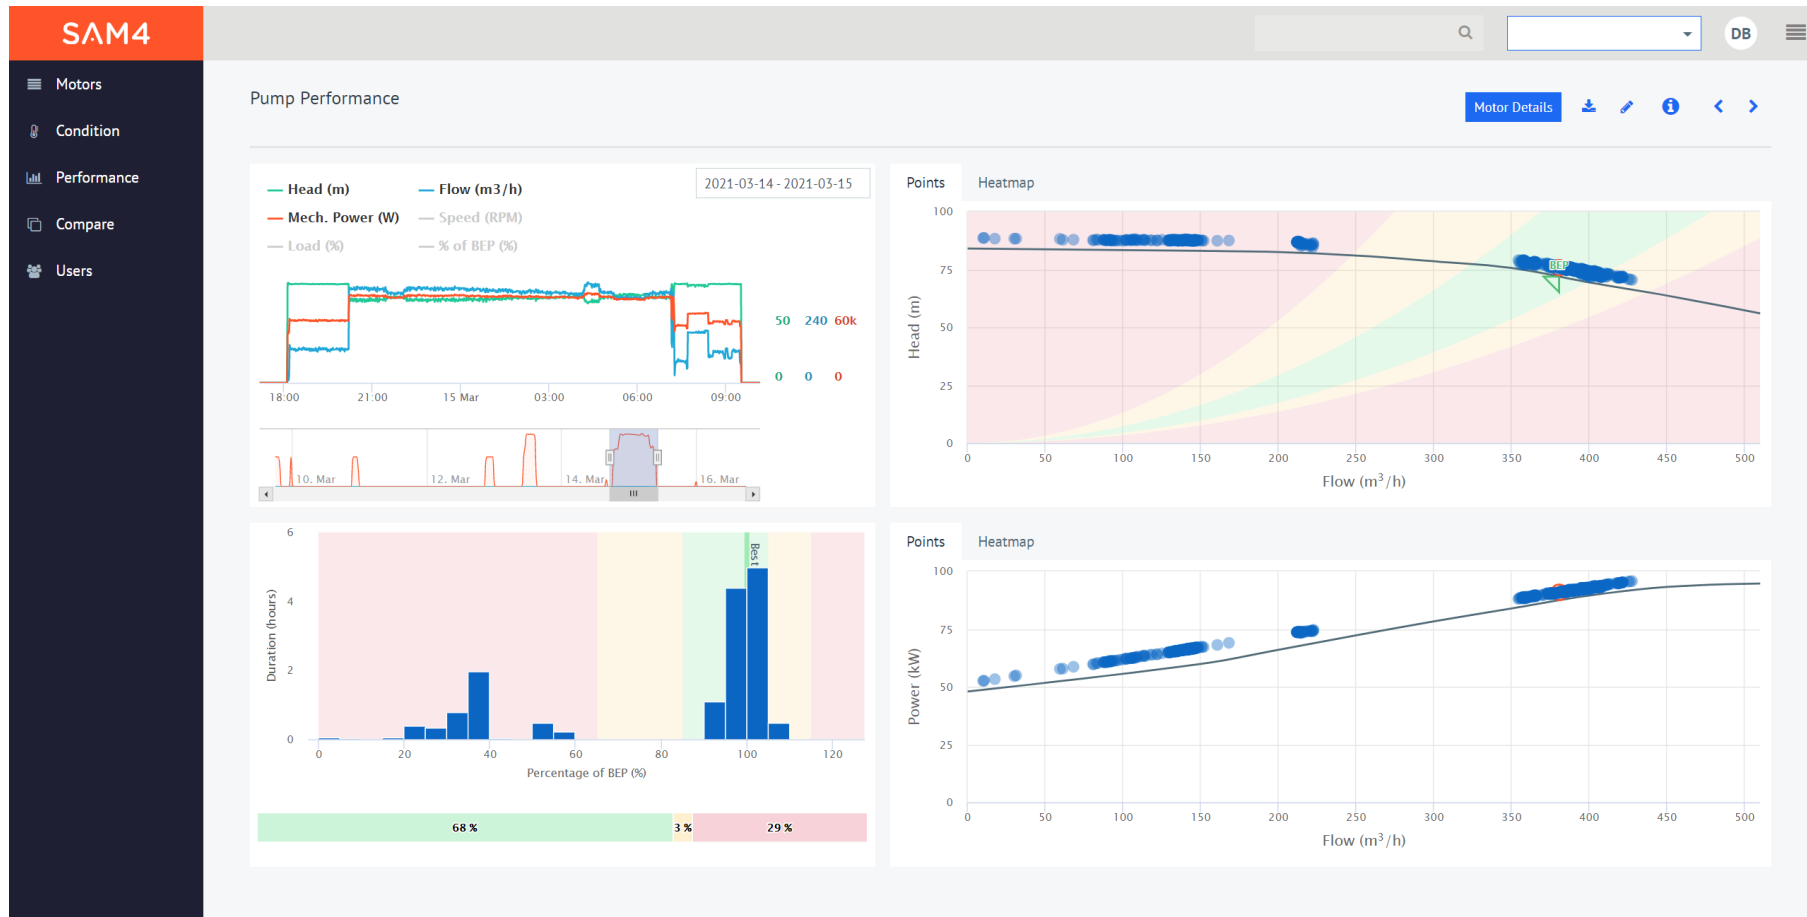 SAM4
DB
Motors
Condition
Performance
Compare
Users
Pump Performance
Motor Details
Head (m)
Flow (m3/h)
2021-03-14 - 2021-03-15
Mech. Power (W)
Speed (RPM)
Load (%)
% of BEP (%)
50 240 60k
0 0 0
18:00 21:00 15 Mar 03:00 06:00 09:00
10. Mar 12. Mar 14. Mar 16. Mar
Points Heatmap
100
75
50
25
0
Head (m)
BEP
0 50 100 150 200 250 300 350 400 450 500
Flow (m³/h)
6
4
2
0
Duration (hours)
Best
0 20 40 60 80 100 120
Percentage of BEP (%)
68 % 3 % 29 %
Points Heatmap
100
75
50
25
0
Power (kW)
0 50 100 150 200 250 300 350 400 450 500
Flow (m³/h)